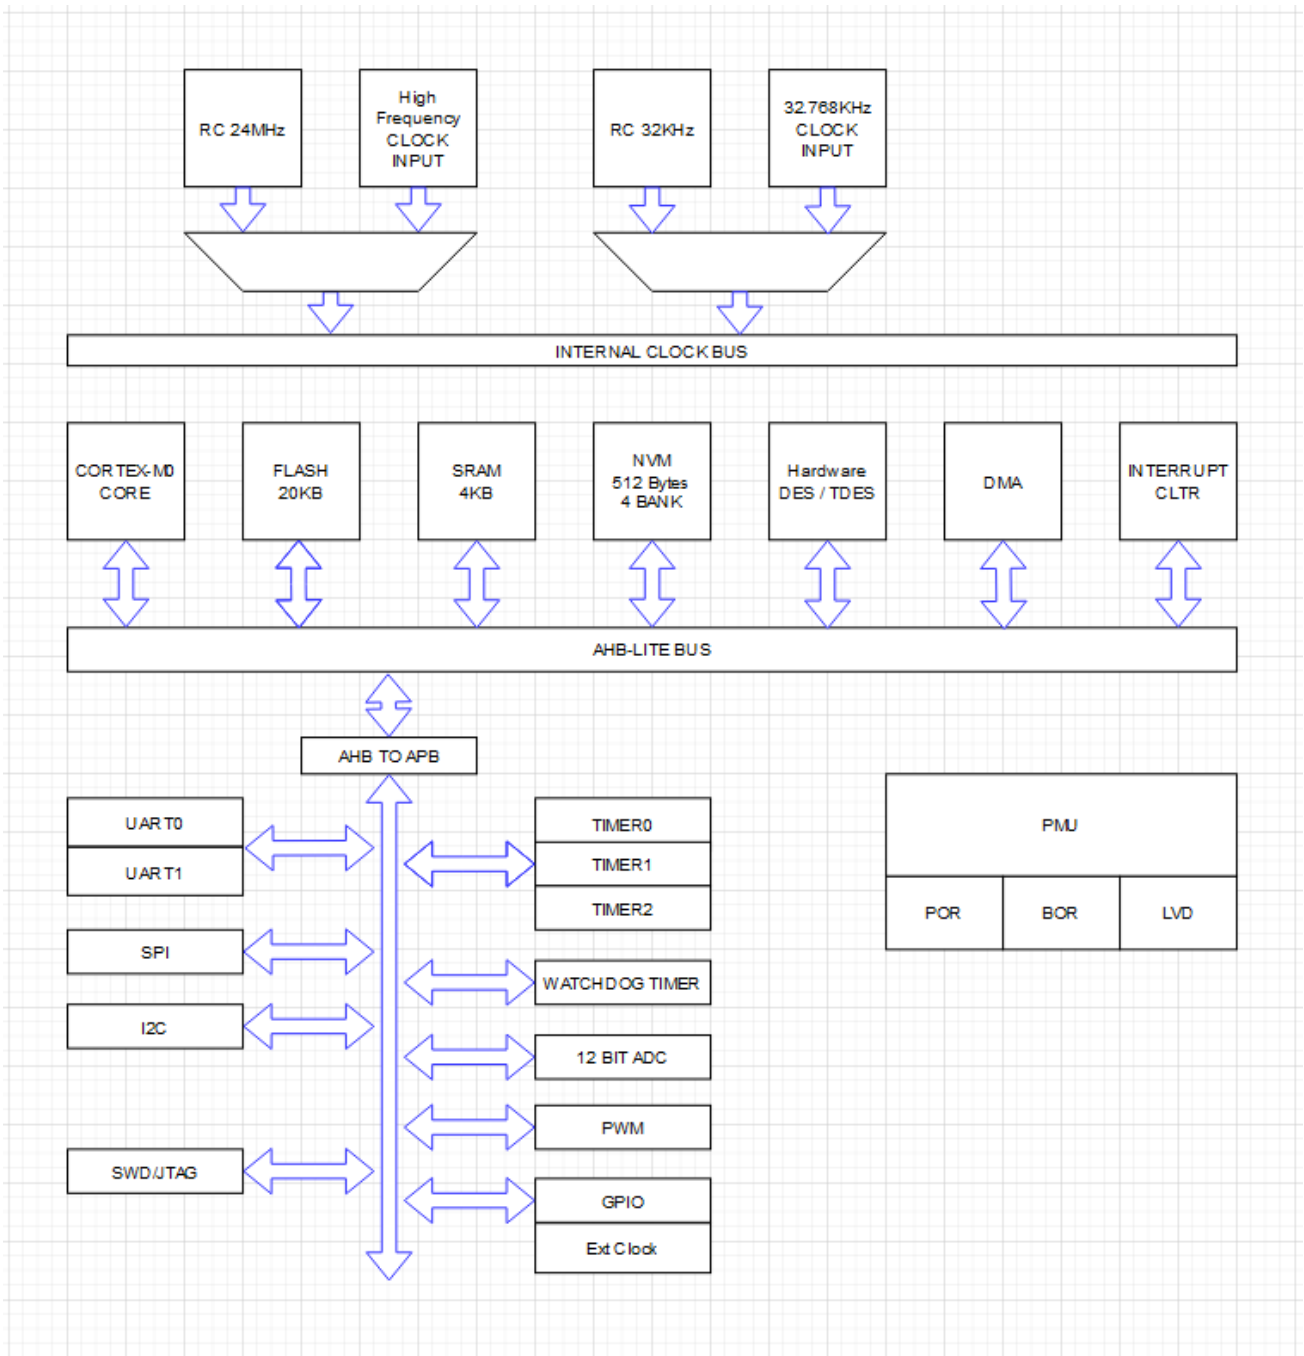 RC 24MHz
High
Frequency
CLOCK
INPUT
RC 32KHz
32.768KHz
CLOCK
INPUT
INTERNAL CLOCK BUS
CORTEX-M0
CORE
FLASH
20KB
SRAM
4KB
NVM
512 Bytes
4 BANK
Hardware
DES / TDES
DMA
INTERRUPT
CLTR
AHB-LITE BUS
AHB TO APB
UART0
UART1
SPI
I2C
SWD/JTAG
TIMER0
TIMER1
TIMER2
WATCHDOG TIMER
12 BIT ADC
PWM
GPIO
Ext Clock
PMU
POR
BOR
LVD